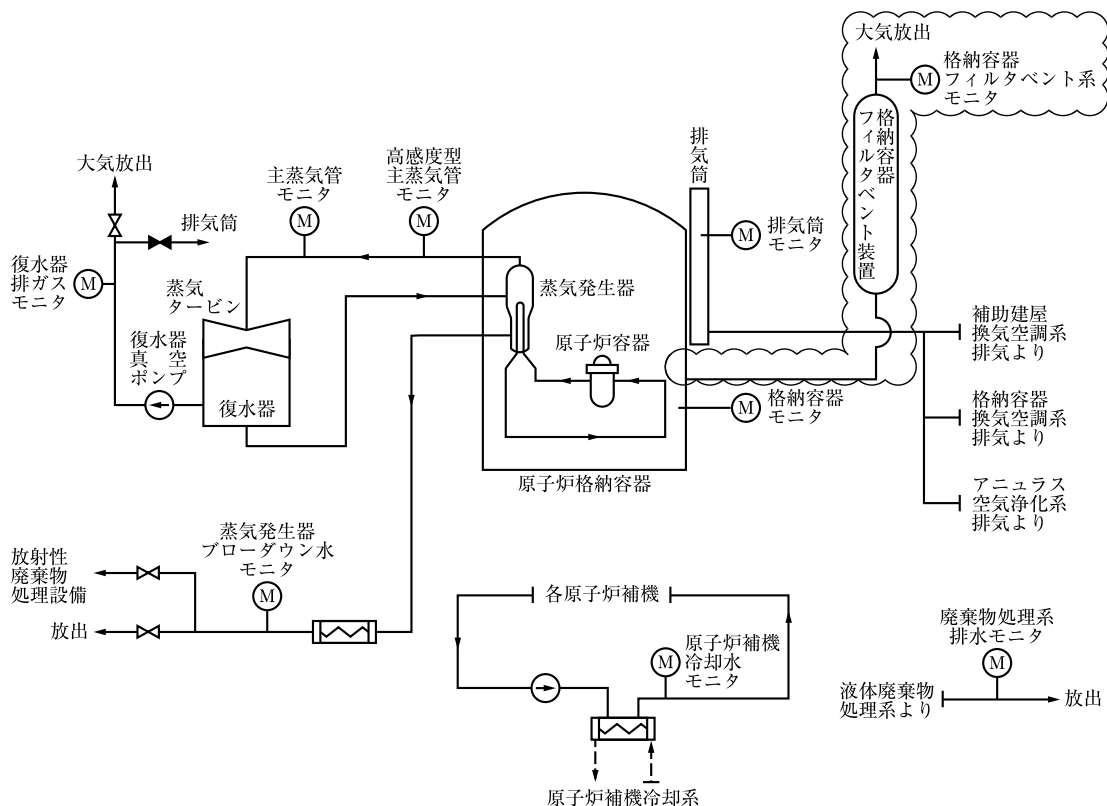 大気放出
格納容器
フィルタベント系
モニタ
M
格納容器
フィルタベント装置
排気筒
M
排気筒
モニタ
大気放出
主蒸気管
モニタ
M
高感度型
主蒸気管
モニタ
M
排気筒
復水器
排ガス
モニタ
M
蒸気
タービン
復水器
真空
ポンプ
復水器
蒸気発生器
原子炉容器
原子炉格納容器
M
格納容器
モニタ
補助建屋
換気空調系
排気より
格納容器
換気空調系
排気より
アニュラス
空気浄化系
排気より
蒸気発生器
ブローダウン水
モニタ
M
放射性
廃棄物
処理設備
放出
各原子炉補機
M
原子炉補機
冷却水
モニタ
原子炉補機冷却系
廃棄物処理系
排水モニタ
M
液体廃棄物
処理系より
放出